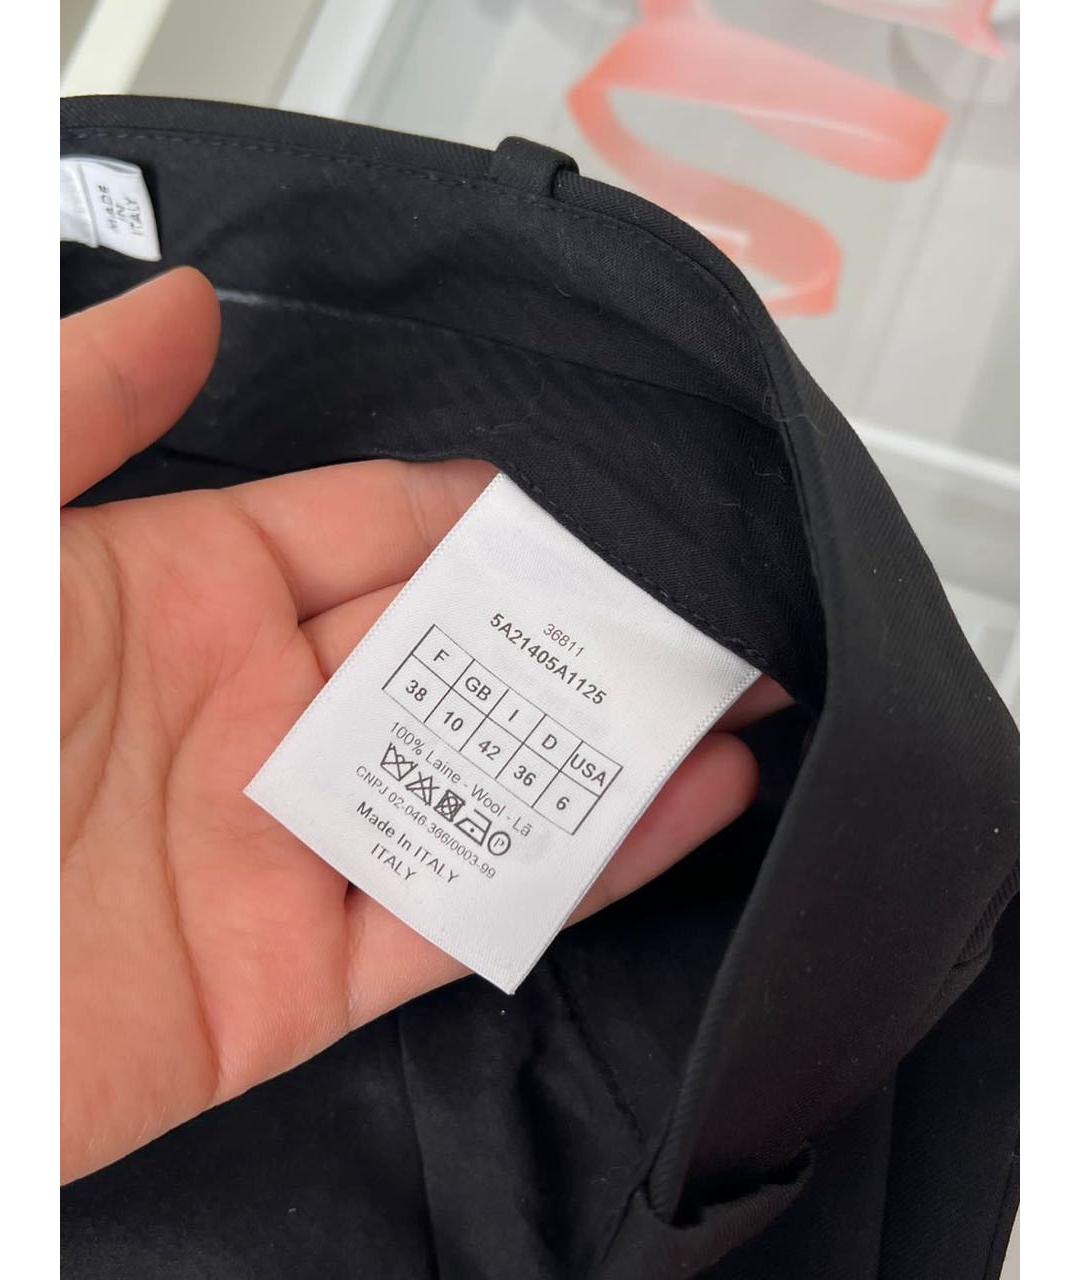 MADE
IN
ITALY
36811
5A21405A1125
F GB I D USA
38 10 42 36 6
100% Laine - Wool - Lã
P
CNPJ 02-046-366/0003-99
Made In ITALY
ITALY